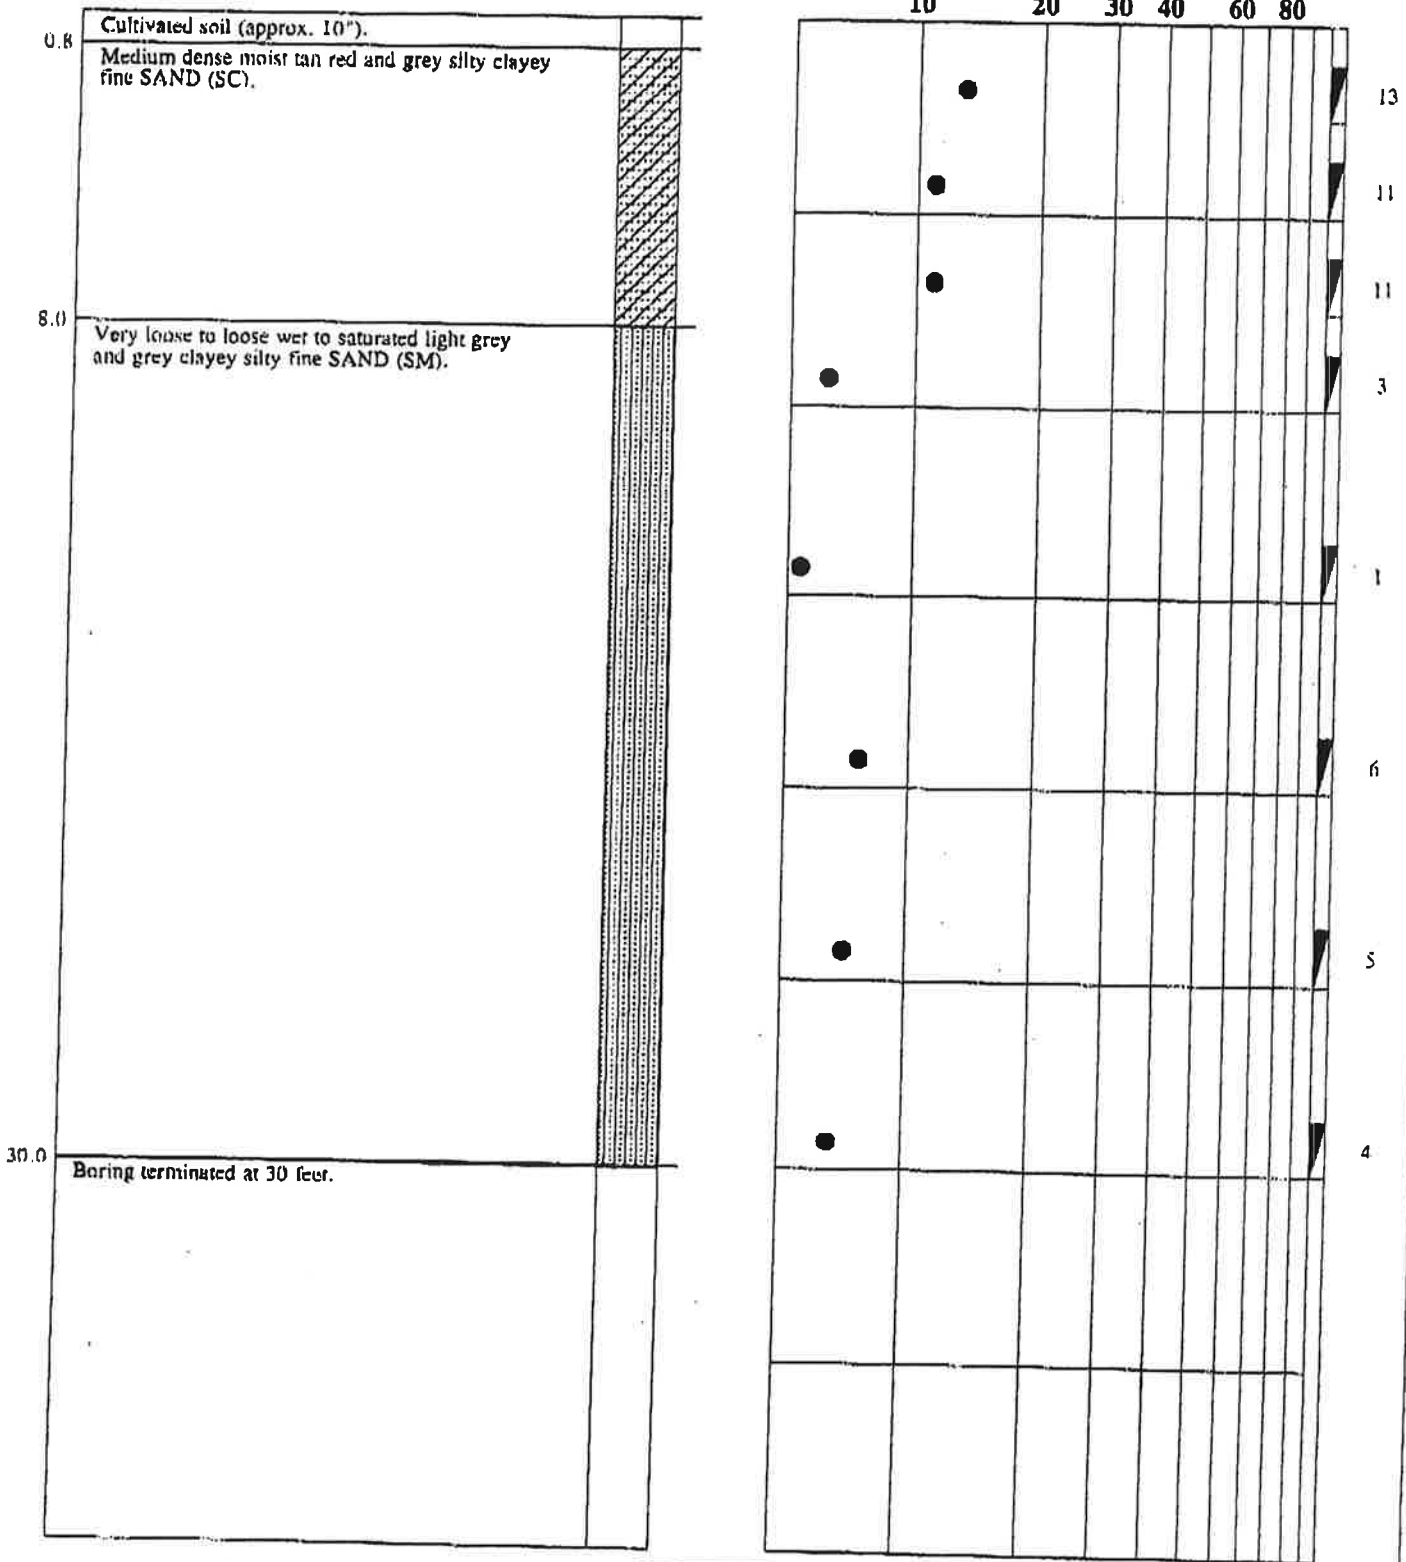 10 20 30 40 60 80
Cultivated soil (approx. 10").
0.8
Medium dense moist tan red and grey silty clayey
fine SAND (SC).
13
11
11
8.0
Very loose to loose wet to saturated light grey
and grey clayey silty fine SAND (SM).
3
1
6
5
4
30.0
Boring terminated at 30 feet.